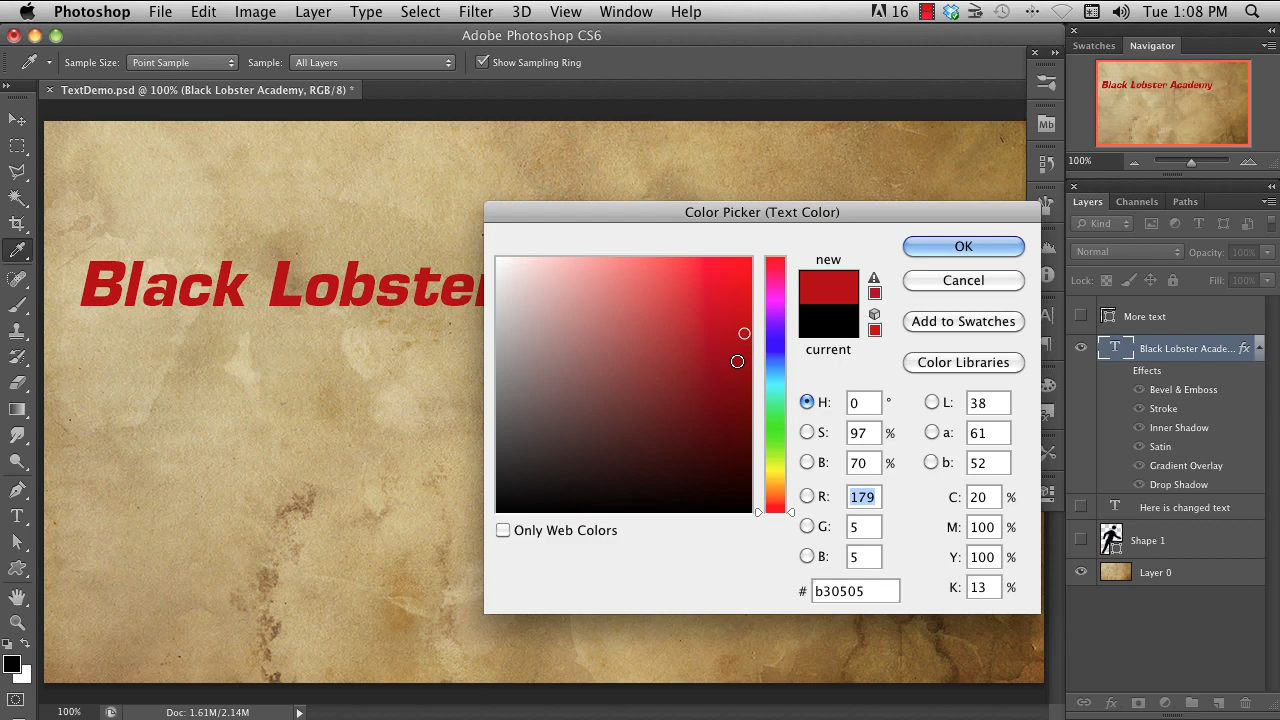 Photoshop File Edit Image Layer Type Select Filter 3D View Window Help 16 Tue 1:08 PM
Adobe Photoshop CS6
Sample Size: Point Sample Sample: All Layers Show Sampling Ring
Swatches Navigator
TextDemo.psd @ 100% (Black Lobster Academy, RGB/8) *
Black Lobster Academy
Mb
100%
Layers Channels Paths
Kind
Normal Opacity: 100%
Lock: Fill: 100%
More text
Black Lobster Acade... fx
Effects
Bevel & Emboss
Stroke
Inner Shadow
Satin
Gradient Overlay
Drop Shadow
Here is changed text
Shape 1
Layer 0
Black Lobster
Color Picker (Text Color)
new
current
OK
Cancel
Add to Swatches
Color Libraries
H: 0 ° L: 38
S: 97 % a: 61
B: 70 % b: 52
R: 179 C: 20 %
G: 5 M: 100 %
B: 5 Y: 100 %
# b30505 K: 13 %
Only Web Colors
100% Doc: 1.61M/2.14M